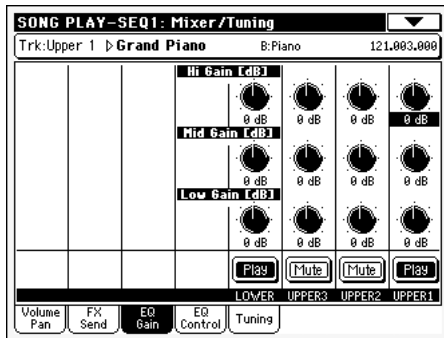 SONG PLAY-SEQ1: Mixer/Tuning
Trk:Upper 1 Grand Piano B:Piano 121.003.000
Hi Gain [dB]
0 dB 0 dB 0 dB 0 dB
Mid Gain [dB]
0 dB 0 dB 0 dB 0 dB
Low Gain [dB]
0 dB 0 dB 0 dB 0 dB
Play Mute Mute Play
LOWER UPPER3 UPPER2 UPPER1
Volume Pan FX Send EQ Gain EQ Control Tuning